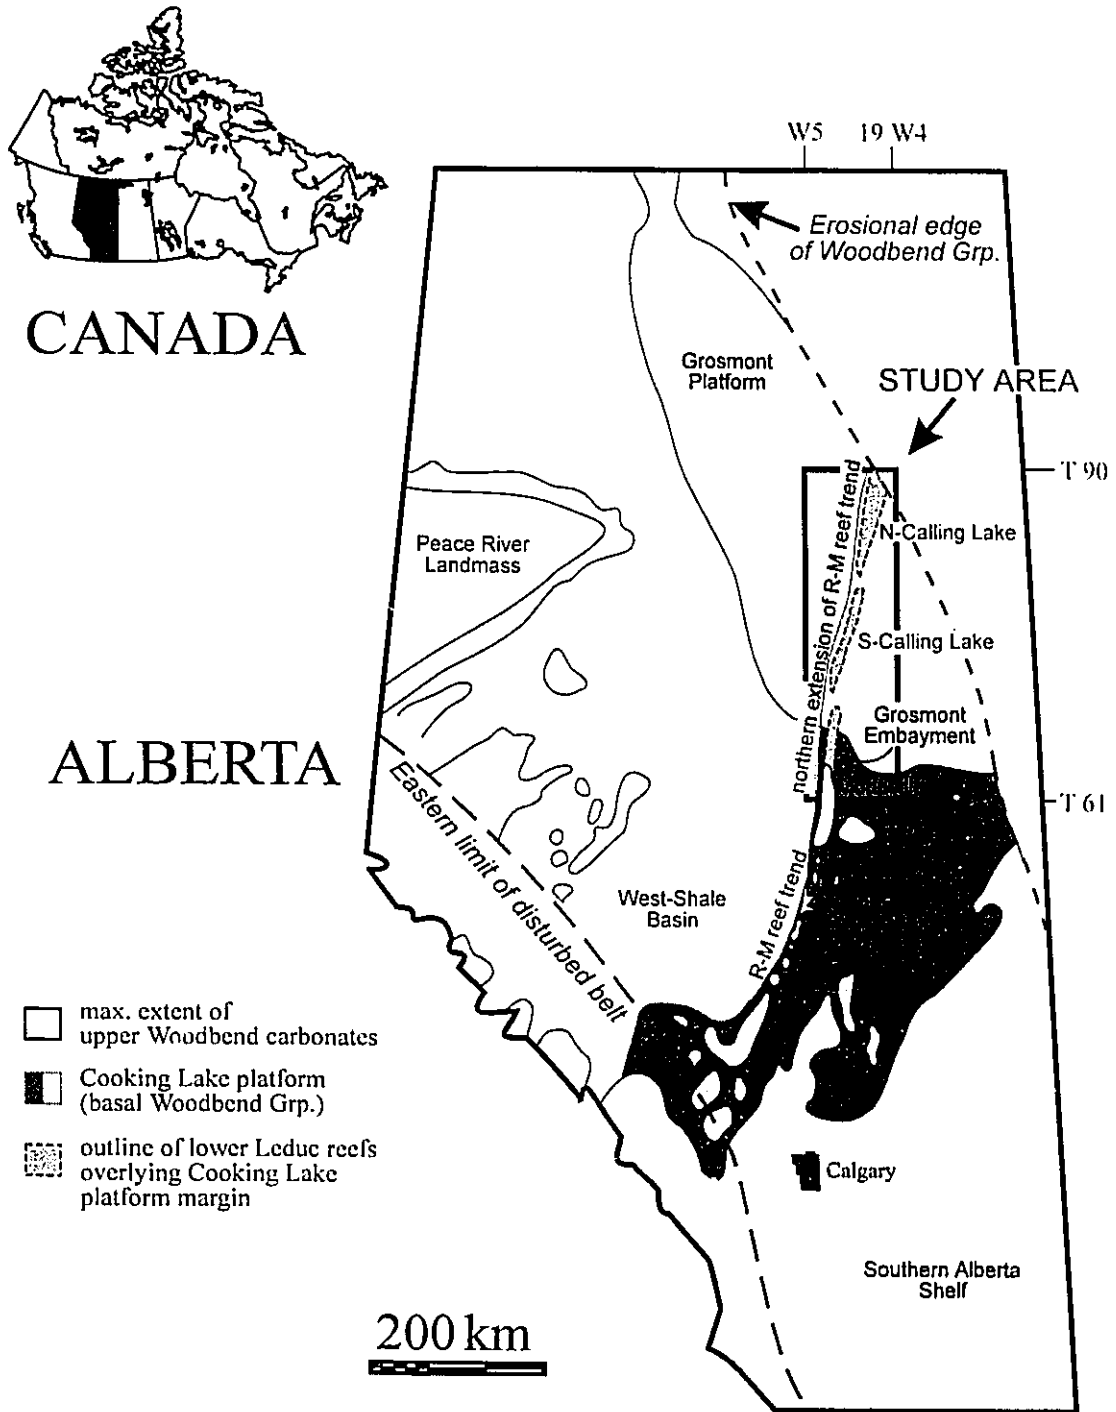 CANADA
W5
19 W4
Erosional edge
of Woodbend Grp.
Grosmont
Platform
STUDY AREA
T 90
N-Calling Lake
Peace River
Landmass
northern extension of R-M reef trend
S-Calling Lake
Grosmont
Embayment
ALBERTA
T 61
Eastern limit of disturbed belt
West-Shale
Basin
R-M reef trend
max. extent of
upper Woodbend carbonates
Cooking Lake platform
(basal Woodbend Grp.)
outline of lower Leduc reefs
overlying Cooking Lake
platform margin
Calgary
Southern Alberta
Shelf
200 km